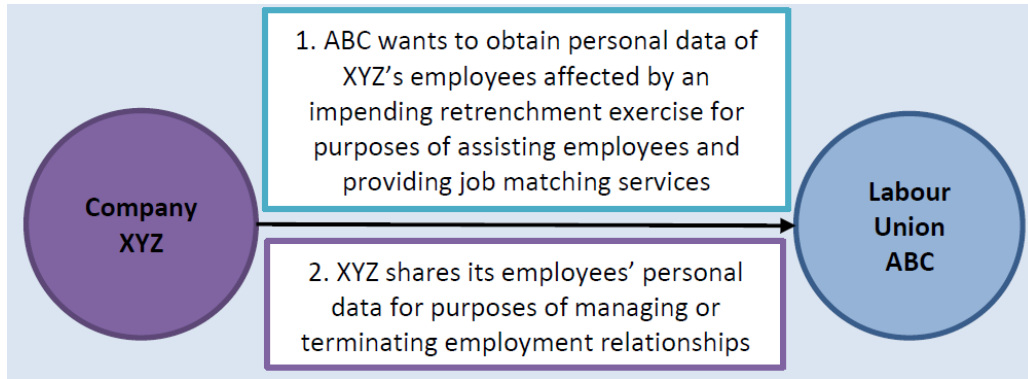 1. ABC wants to obtain personal data of
XYZ’s employees affected by an
impending retrenchment exercise for
purposes of assisting employees and
providing job matching services
Company
XYZ
Labour
Union
ABC
2. XYZ shares its employees’ personal
data for purposes of managing or
terminating employment relationships